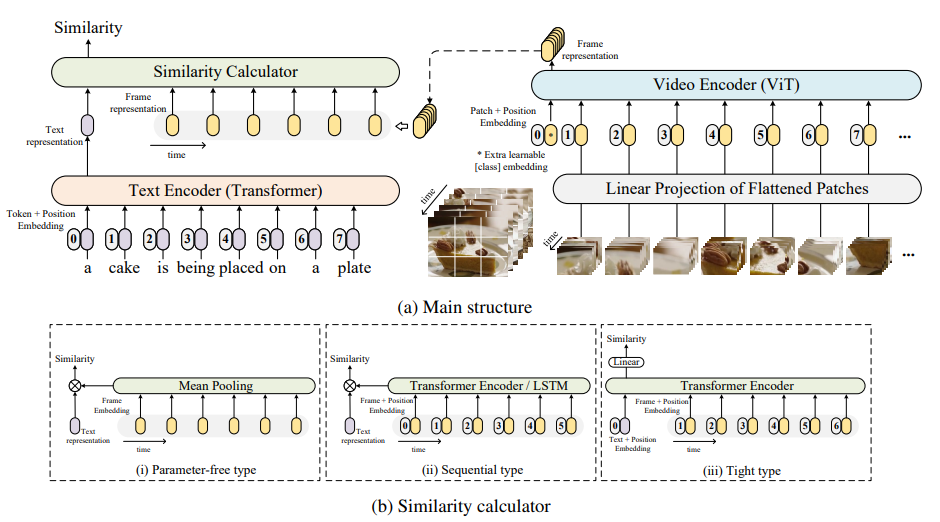 Similarity
Similarity Calculator
Frame
representation
Text
representation
time
Text Encoder (Transformer)
Token + Position
Embedding
0 1 2 3 4 5 6 7
a cake is being placed on a plate
Frame
representation
Video Encoder (ViT)
Patch + Position
Embedding
0 * 1 2 3 4 5 6 7 ...
* Extra learnable
[class] embedding
Linear Projection of Flattened Patches
time
time
...
(a) Main structure
Similarity
Mean Pooling
Frame
Embedding
Text
representation
time
(i) Parameter-free type
Similarity
Transformer Encoder / LSTM
Frame + Position
Embedding
0 1 2 3 4 5
Text
representation
time
(ii) Sequential type
Similarity
Linear
Transformer Encoder
Frame + Position
Embedding
0 1 2 3 4 5 6
Text + Position
Embedding
time
(iii) Tight type
(b) Similarity calculator